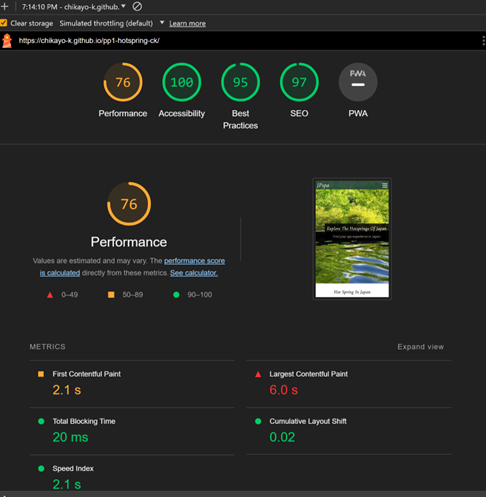 7:14:10 PM - chikayo-k.github.
Clear storage Simulated throttling (default) Learn more
https://chikayo-k.github.io/pp1-hotspring-ck/
76 100 95 97 PWA
Performance Accessibility Best Practices SEO PWA
76
Performance
Values are estimated and may vary. The performance score
is calculated directly from these metrics. See calculator.
0–49 50–89 90–100
JPspa
Explore The Hotsprings Of Japan
Find your spa experience in Japan
Hot Spring In Japan
METRICS Expand view
First Contentful Paint Largest Contentful Paint
2.1 s 6.0 s
Total Blocking Time Cumulative Layout Shift
20 ms 0.02
Speed Index
2.1 s